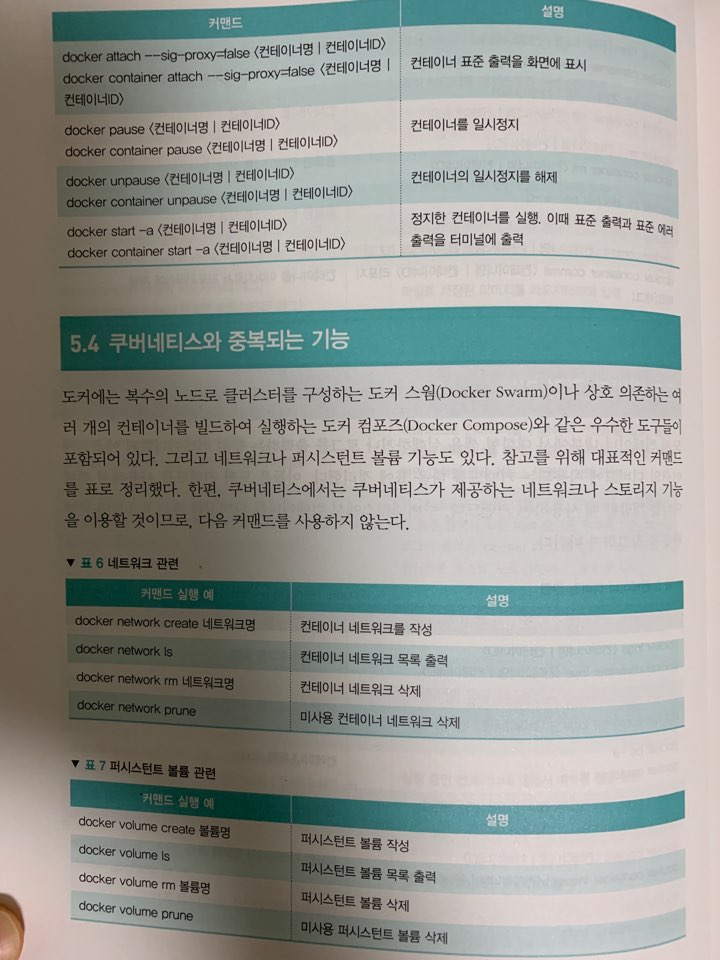 커맨드 설명
docker attach --sig-proxy=false 〈컨테이너명 | 컨테이너ID〉
docker container attach --sig-proxy=false 〈컨테이너명 |
컨테이너ID〉
컨테이너 표준 출력을 화면에 표시
docker pause 〈컨테이너명 | 컨테이너ID〉
docker container pause 〈컨테이너명 | 컨테이너ID〉
컨테이너를 일시정지
docker unpause 〈컨테이너명 | 컨테이너ID〉
docker container unpause 〈컨테이너명 | 컨테이너ID〉
컨테이너의 일시정지를 해제
docker start -a 〈컨테이너명 | 컨테이너ID〉
docker container start -a 〈컨테이너명 | 컨테이너ID〉
정지한 컨테이너를 실행. 이때 표준 출력과 표준 에러
출력을 터미널에 출력
5.4 쿠버네티스와 중복되는 기능
도커에는 복수의 노드로 클러스터를 구성하는 도커 스웜(Docker Swarm)이나 상호 의존하는 여
러 개의 컨테이너를 빌드하여 실행하는 도커 컴포즈(Docker Compose)와 같은 우수한 도구들이
포함되어 있다. 그리고 네트워크나 퍼시스턴트 볼륨 기능도 있다. 참고를 위해 대표적인 커맨드
를 표로 정리했다. 한편, 쿠버네티스에서는 쿠버네티스가 제공하는 네트워크나 스토리지 기능
을 이용할 것이므로, 다음 커맨드를 사용하지 않는다.
▼ 표 6 네트워크 관련
커맨드 실행 예 설명
docker network create 네트워크명 컨테이너 네트워크를 작성
docker network ls 컨테이너 네트워크 목록 출력
docker network rm 네트워크명 컨테이너 네트워크 삭제
docker network prune 미사용 컨테이너 네트워크 삭제
▼ 표 7 퍼시스턴트 볼륨 관련
커맨드 실행 예 설명
docker volume create 볼륨명 퍼시스턴트 볼륨 작성
docker volume ls 퍼시스턴트 볼륨 목록 출력
docker volume rm 볼륨명 퍼시스턴트 볼륨 삭제
docker volume prune 미사용 퍼시스턴트 볼륨 삭제